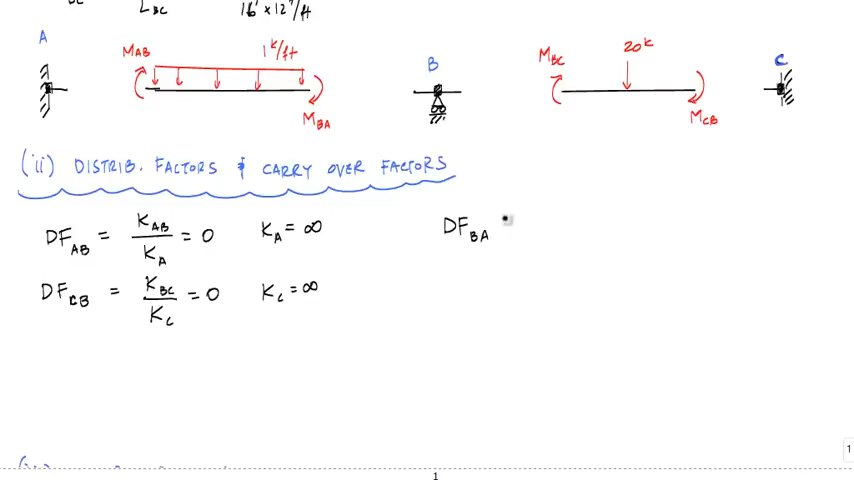 L_BC 16' x 12"/ft
A M_AB 1 k/ft B M_BC 20k C
M_BA M_CB
(ii) DISTRIB. FACTORS & CARRY OVER FACTORS
DF_AB = K_AB / K_A = 0 K_A = ∞ DF_BA
DF_CB = K_BC / K_C = 0 K_C = ∞
1
1